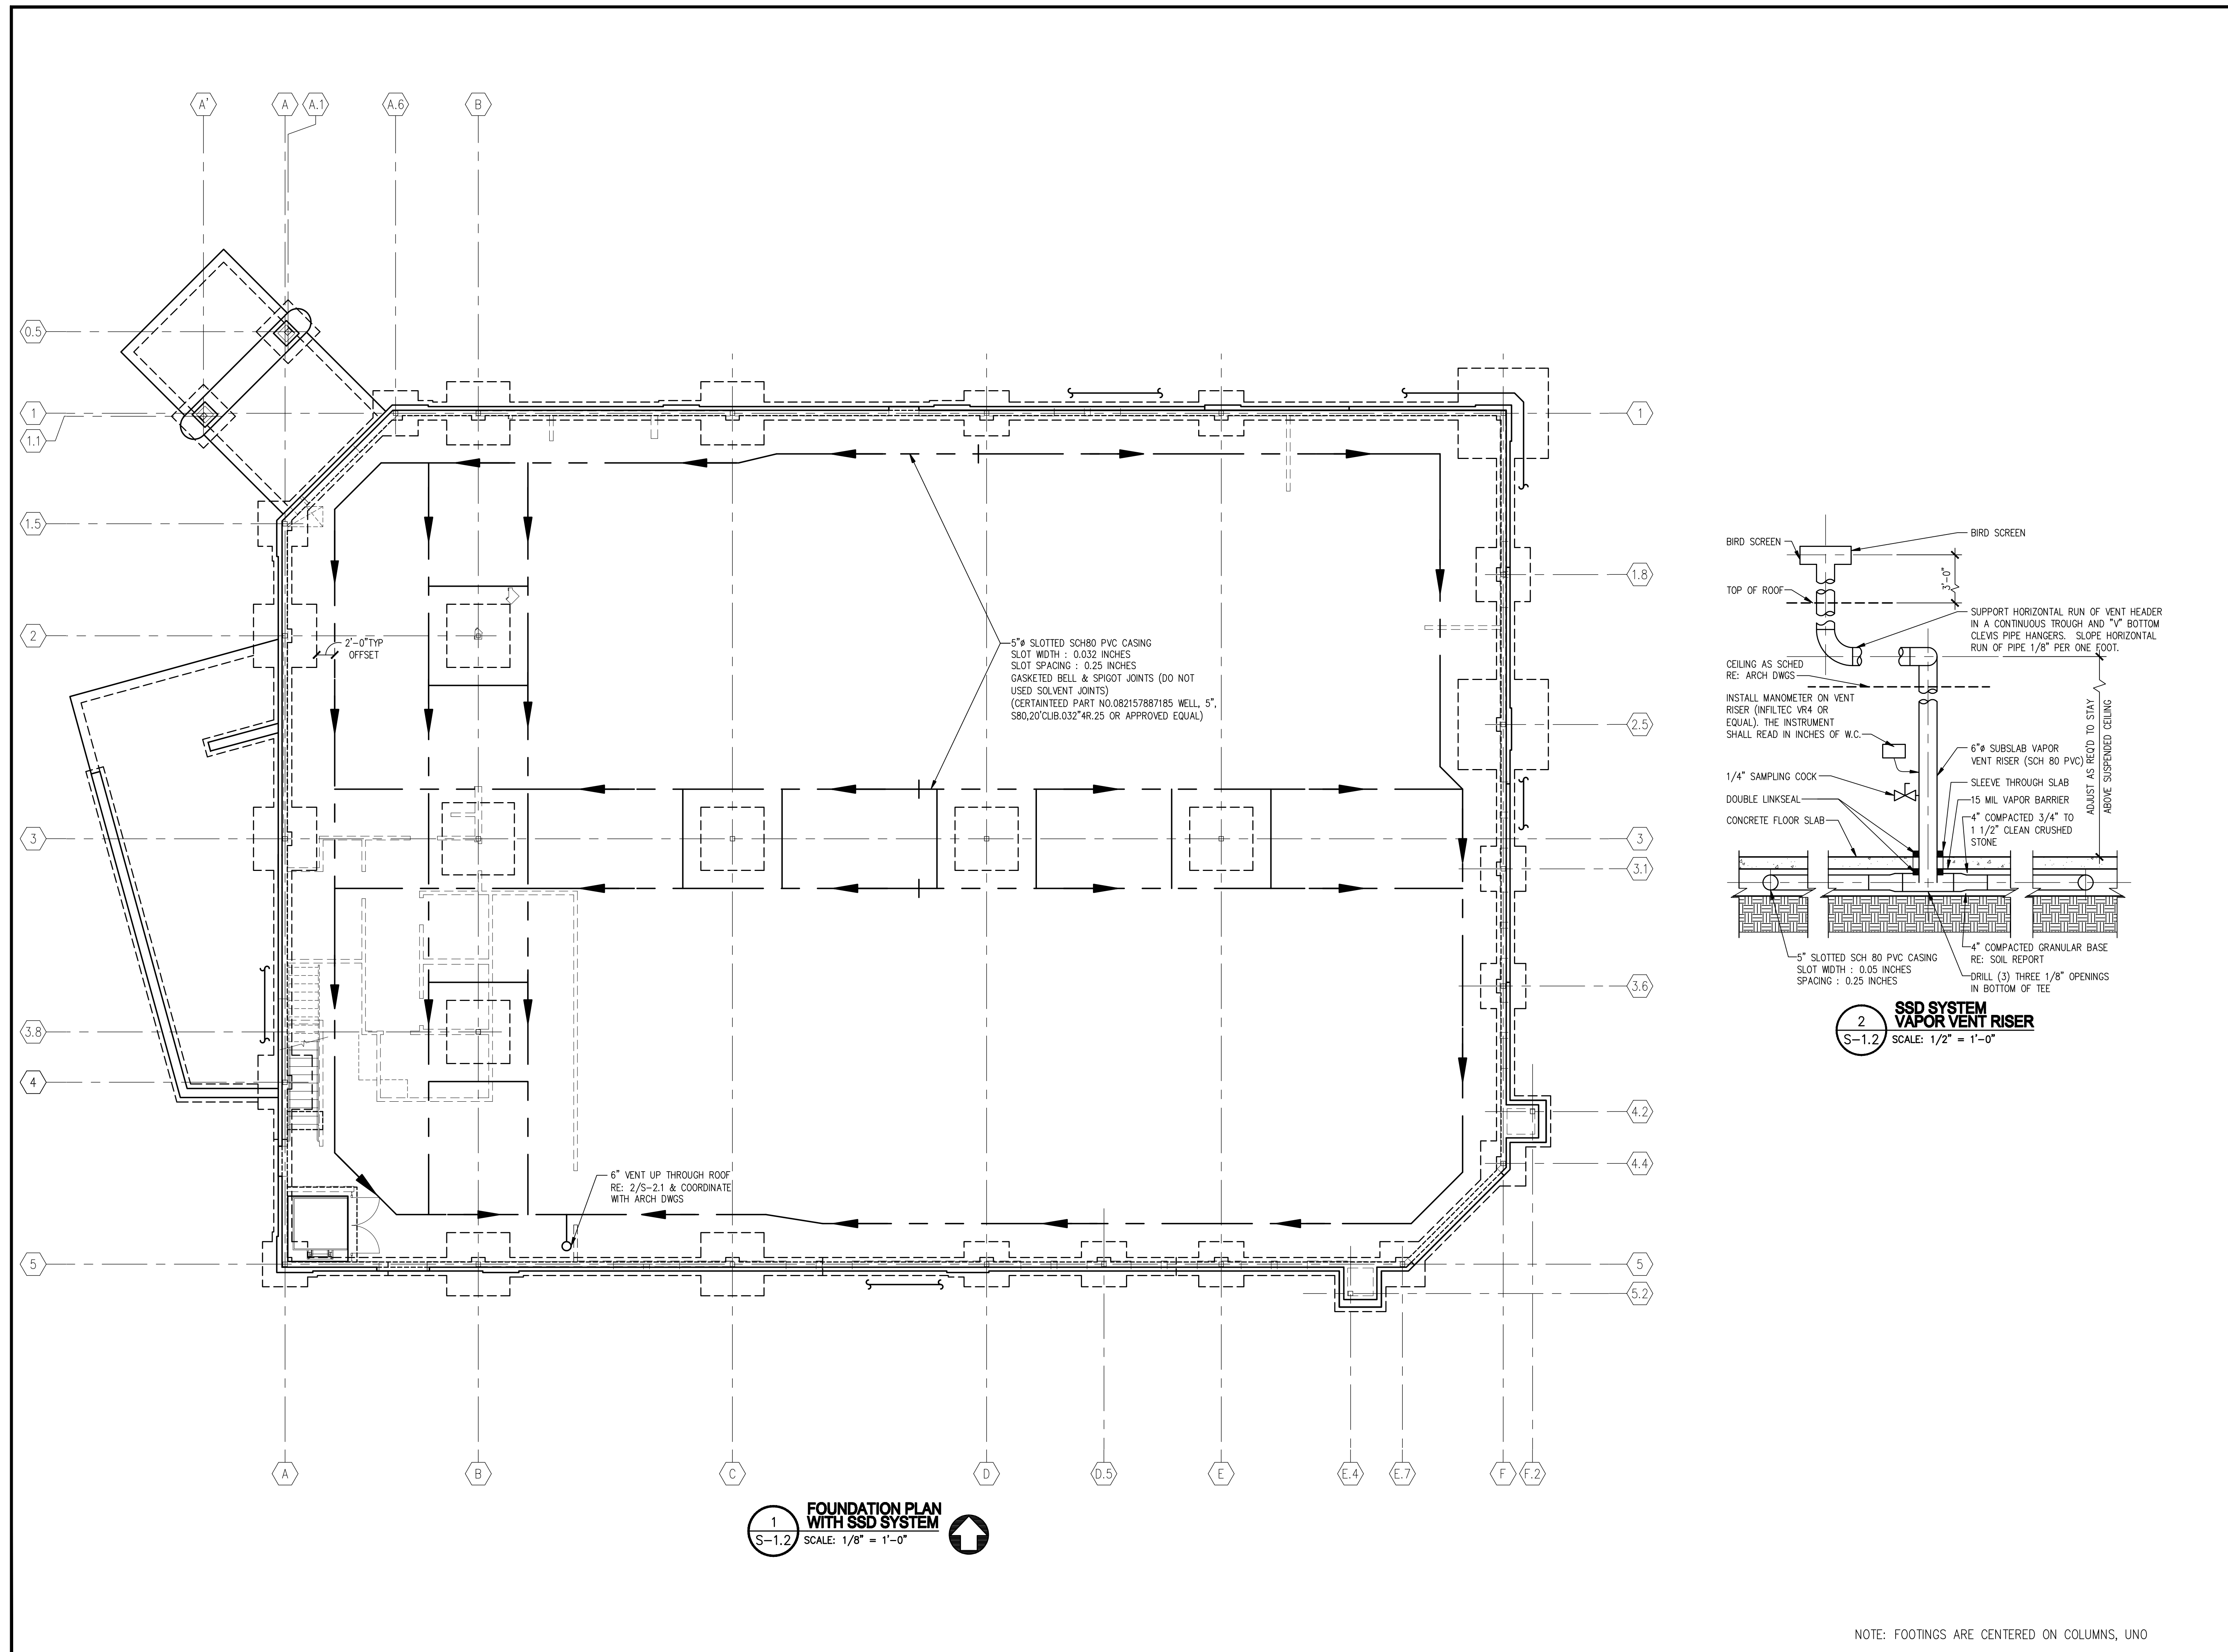 A'
A
A.1
A.6
B
0.5
1
1.1
1.5
2
3
3.8
4
5
1
1.8
2.5
3
3.1
3.6
4.2
4.4
5
5.2
2'-0"TYP
OFFSET
5"ø SLOTTED SCH80 PVC CASING
SLOT WIDTH : 0.032 INCHES
SLOT SPACING : 0.25 INCHES
GASKETED BELL & SPIGOT JOINTS (DO NOT
USED SOLVENT JOINTS)
(CERTAINTEED PART NO.082157887185 WELL, 5",
S80,20'CLIB.032"4R.25 OR APPROVED EQUAL)
6" VENT UP THROUGH ROOF
RE: 2/S-2.1 & COORDINATE
WITH ARCH DWGS
A
B
C
D
D.5
E
E.4
E.7
F
F.2
1
S-1.2
FOUNDATION PLAN
WITH SSD SYSTEM
SCALE: 1/8" = 1'-0"
BIRD SCREEN
BIRD SCREEN
3'-0"
TOP OF ROOF
SUPPORT HORIZONTAL RUN OF VENT HEADER
IN A CONTINUOUS TROUGH AND "V" BOTTOM
CLEVIS PIPE HANGERS. SLOPE HORIZONTAL
RUN OF PIPE 1/8" PER ONE FOOT.
CEILING AS SCHED
RE: ARCH DWGS
INSTALL MANOMETER ON VENT
RISER (INFILTEC VR4 OR
EQUAL). THE INSTRUMENT
SHALL READ IN INCHES OF W.C.
1/4" SAMPLING COCK
DOUBLE LINKSEAL
CONCRETE FLOOR SLAB
6"ø SUBSLAB VAPOR
VENT RISER (SCH 80 PVC)
SLEEVE THROUGH SLAB
15 MIL VAPOR BARRIER
4" COMPACTED 3/4" TO
1 1/2" CLEAN CRUSHED
STONE
ADJUST AS REQ'D TO STAY
ABOVE SUSPENDED CEILING
5" SLOTTED SCH 80 PVC CASING
SLOT WIDTH : 0.05 INCHES
SPACING : 0.25 INCHES
4" COMPACTED GRANULAR BASE
RE: SOIL REPORT
DRILL (3) THREE 1/8" OPENINGS
IN BOTTOM OF TEE
2
S-1.2
SSD SYSTEM
VAPOR VENT RISER
SCALE: 1/2" = 1'-0"
NOTE: FOOTINGS ARE CENTERED ON COLUMNS, UNO